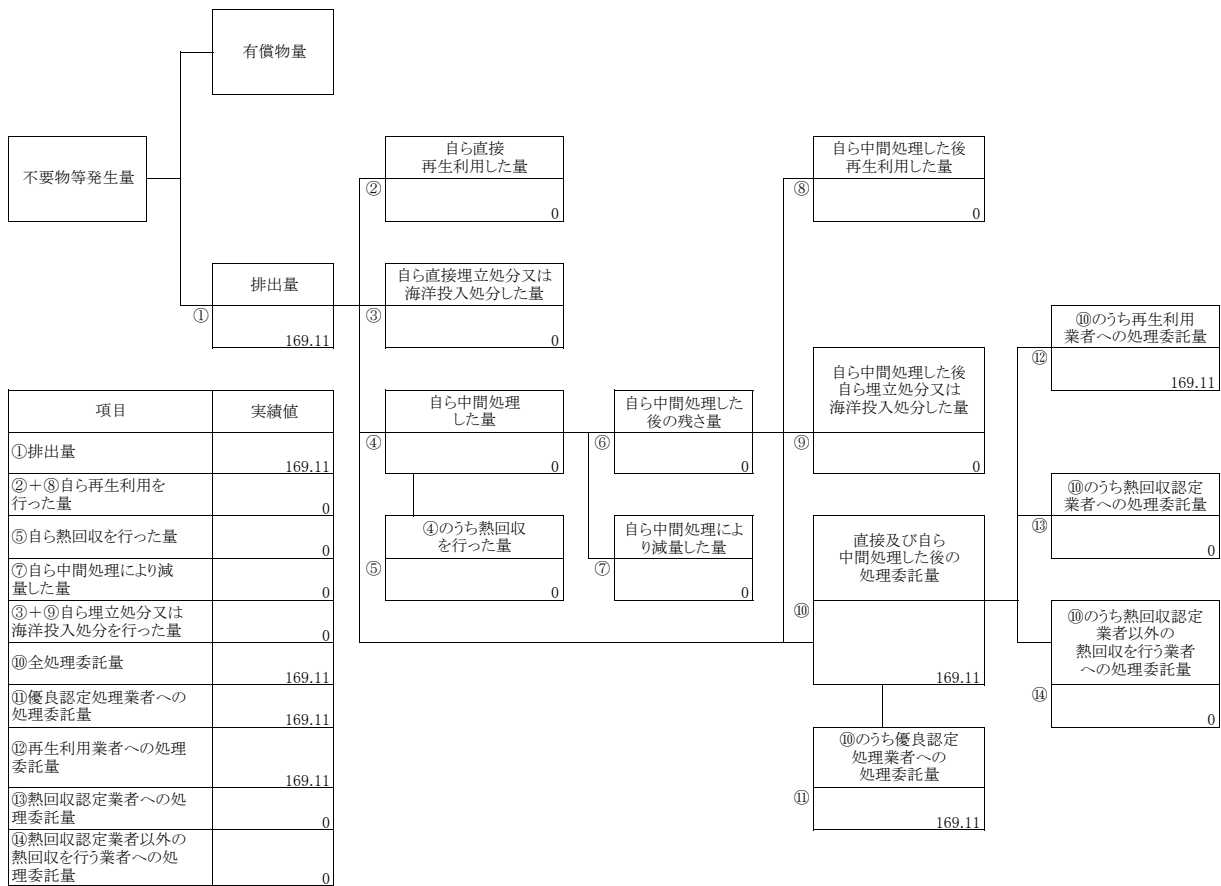 有償物量
不要物等発生量
排出量
①
169.11
自ら直接
再生利用した量
②
0
自ら直接埋立処分又は
海洋投入処分した量
③
0
自ら中間処理
した量
④
0
④のうち熱回収
を行った量
⑤
0
自ら中間処理した
後の残さ量
⑥
0
自ら中間処理によ
り減量した量
⑦
0
自ら中間処理した後
再生利用した量
⑧
0
自ら中間処理した後
自ら埋立処分又は
海洋投入処分した量
⑨
0
直接及び自ら
中間処理した後の
処理委託量
⑩
169.11
⑩のうち優良認定
処理業者への
処理委託量
⑪
169.11
⑩のうち再生利用
業者への処理委託量
⑫
169.11
⑩のうち熱回収認定
業者への処理委託量
⑬
0
⑩のうち熱回収認定
業者以外の
熱回収を行う業者
への処理委託量
⑭
0
項目 実績値
①排出量
169.11
②+⑧自ら再生利用を
行った量
0
⑤自ら熱回収を行った量
0
⑦自ら中間処理により減
量した量
0
③+⑨自ら埋立処分又は
海洋投入処分を行った量
0
⑩全処理委託量
169.11
⑪優良認定処理業者への
処理委託量
169.11
⑫再生利用業者への処理
委託量
169.11
⑬熱回収認定業者への処
理委託量
0
⑭熱回収認定業者以外の
熱回収を行う業者への処
理委託量
0